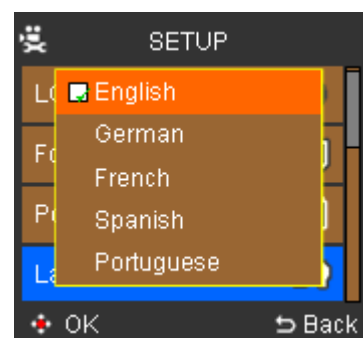 SETUP
English
German
French
Spanish
Portuguese
OK
Back